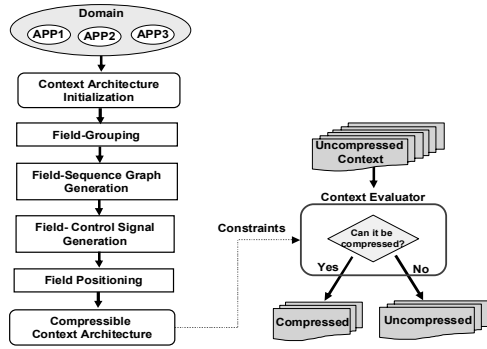 Domain
APP1 APP2 APP3
Context Architecture
Initialization
Field-Grouping
Field-Sequence Graph
Generation
Field- Control Signal
Generation
Field Positioning
Compressible
Context Architecture
Constraints
Uncompressed
Context
Context Evaluator
Can it be
compressed?
Yes
No
Compressed
Uncompressed